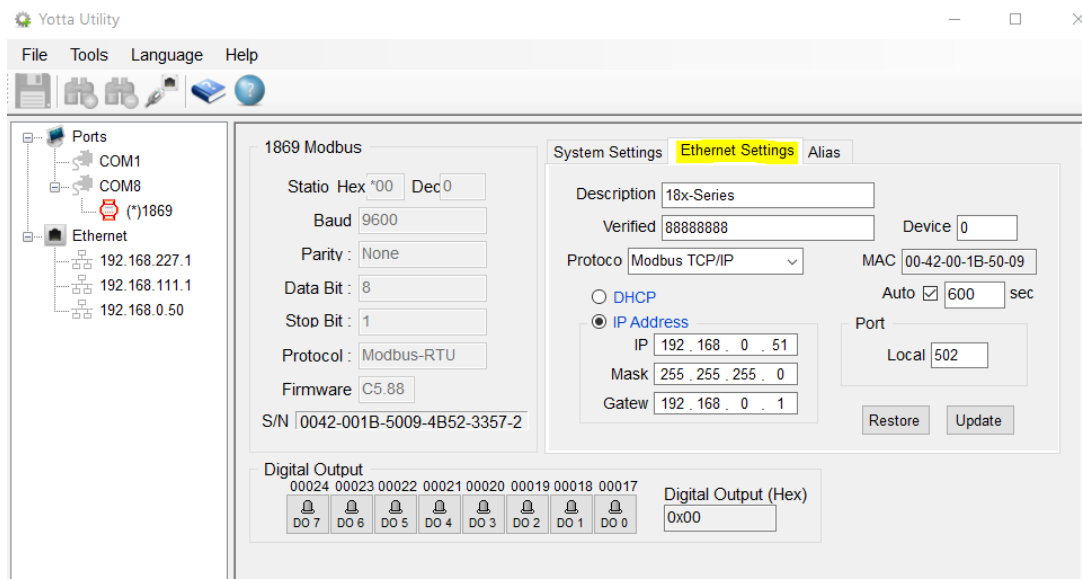 Yotta Utility
File Tools Language Help
Ports
COM1
COM8
(*)1869
Ethernet
192.168.227.1
192.168.111.1
192.168.0.50
1869 Modbus
Statio Hex *00 Dec 0
Baud 9600
Parity : None
Data Bit : 8
Stop Bit : 1
Protocol : Modbus-RTU
Firmware C5.88
S/N 0042-001B-5009-4B52-3357-2
System Settings Ethernet Settings Alias
Description 18x-Series
Verified 88888888 Device 0
Protoco Modbus TCP/IP MAC 00-42-00-1B-50-09
DHCP Auto 600 sec
IP Address
IP 192 . 168 . 0 . 51
Mask 255 . 255 . 255 . 0
Gatew 192 . 168 . 0 . 1
Port
Local 502
Restore Update
Digital Output
00024 00023 00022 00021 00020 00019 00018 00017
DO 7 DO 6 DO 5 DO 4 DO 3 DO 2 DO 1 DO 0
Digital Output (Hex)
0x00